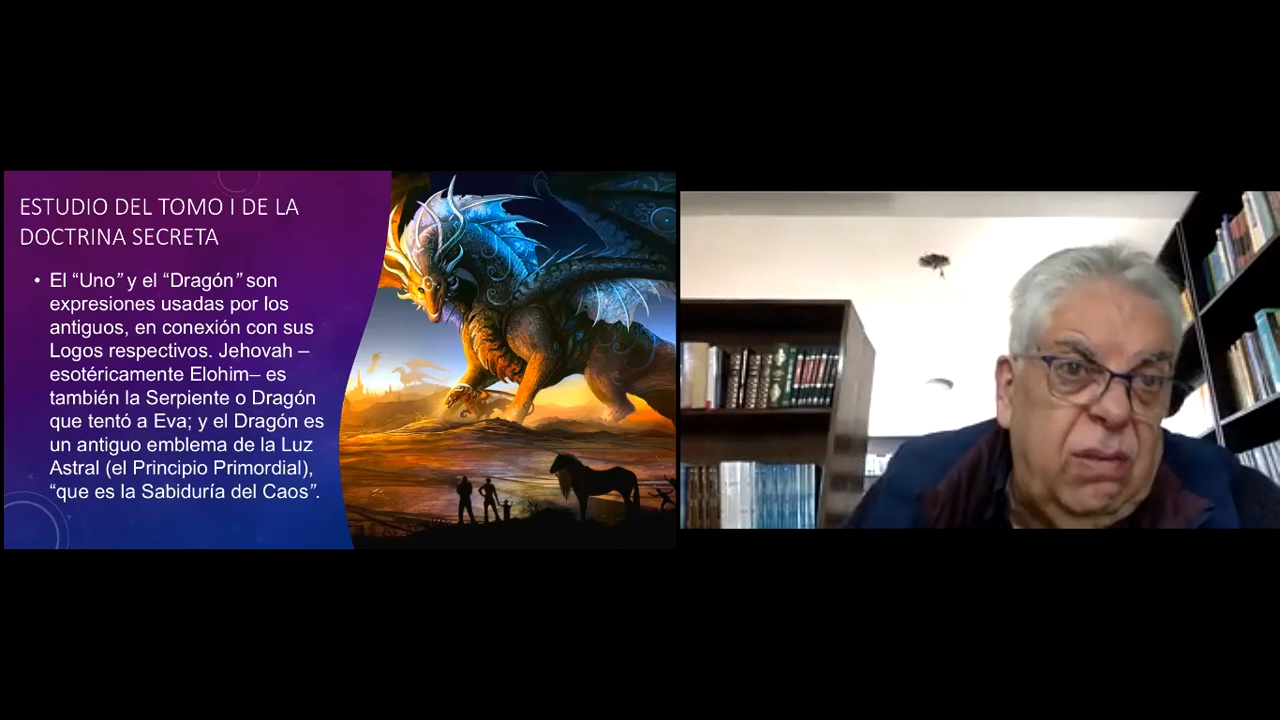 ESTUDIO DEL TOMO I DE LA
DOCTRINA SECRETA
• El “Uno” y el “Dragón” son
expresiones usadas por los
antiguos, en conexión con sus
Logos respectivos. Jehovah –
esotéricamente Elohim– es
también la Serpiente o Dragón
que tentó a Eva; y el Dragón es
un antiguo emblema de la Luz
Astral (el Principio Primordial),
“que es la Sabiduría del Caos”.